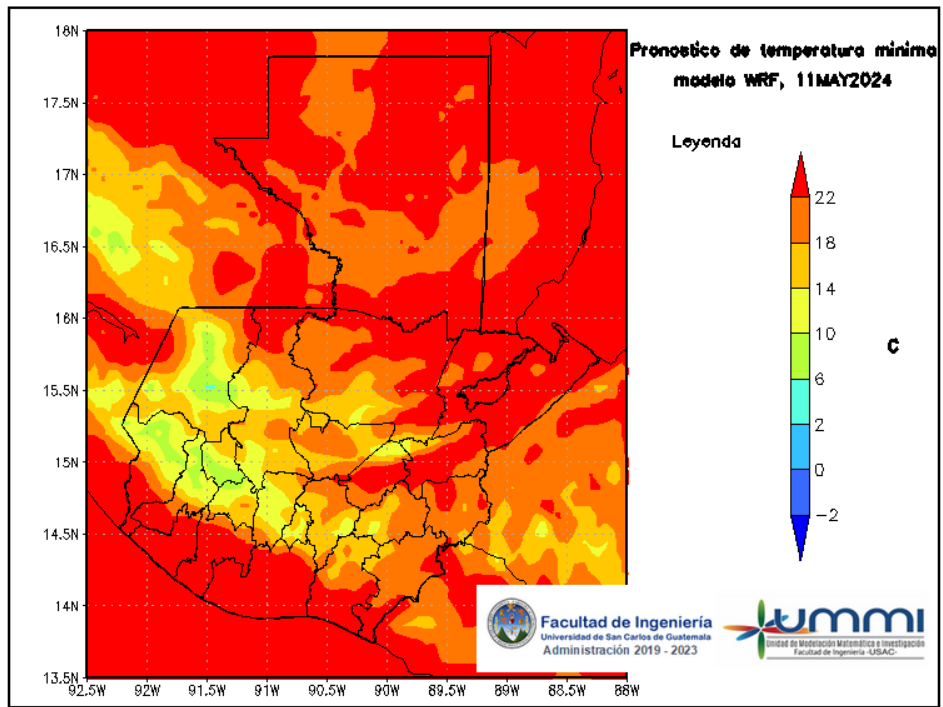 Pronostico de temperatura minima
modelo WRF, 11MAY2024
Leyenda
22
18
14
10
6
2
0
−2
C
18N
17.5N
17N
16.5N
16N
15.5N
15N
14.5N
14N
13.5N
92.5W 92W 91.5W 91W 90.5W 90W 89.5W 89W 88.5W 88W
Facultad de Ingeniería
Universidad de San Carlos de Guatemala
Administración 2019 - 2023
ummi
Unidad de Modelación Matemática e Investigación
Facultad de Ingeniería -USAC-